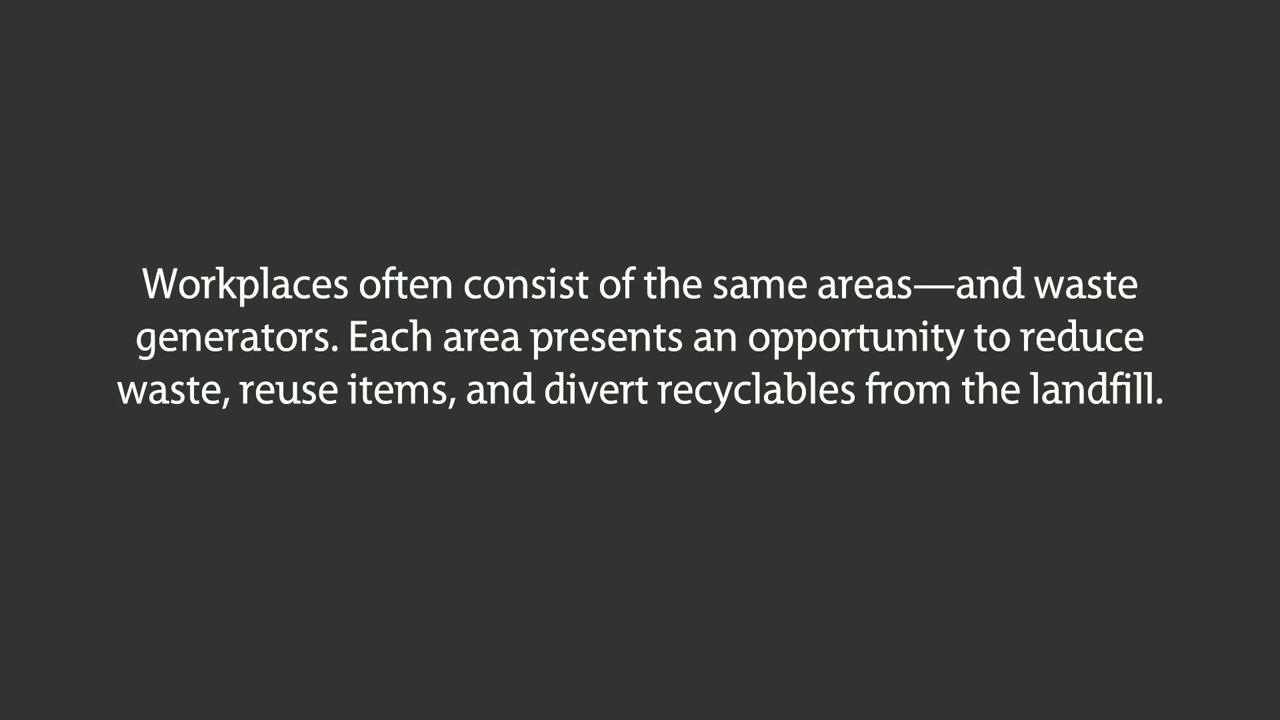 Workplaces often consist of the same areas—and waste
generators. Each area presents an opportunity to reduce
waste, reuse items, and divert recyclables from the landfill.